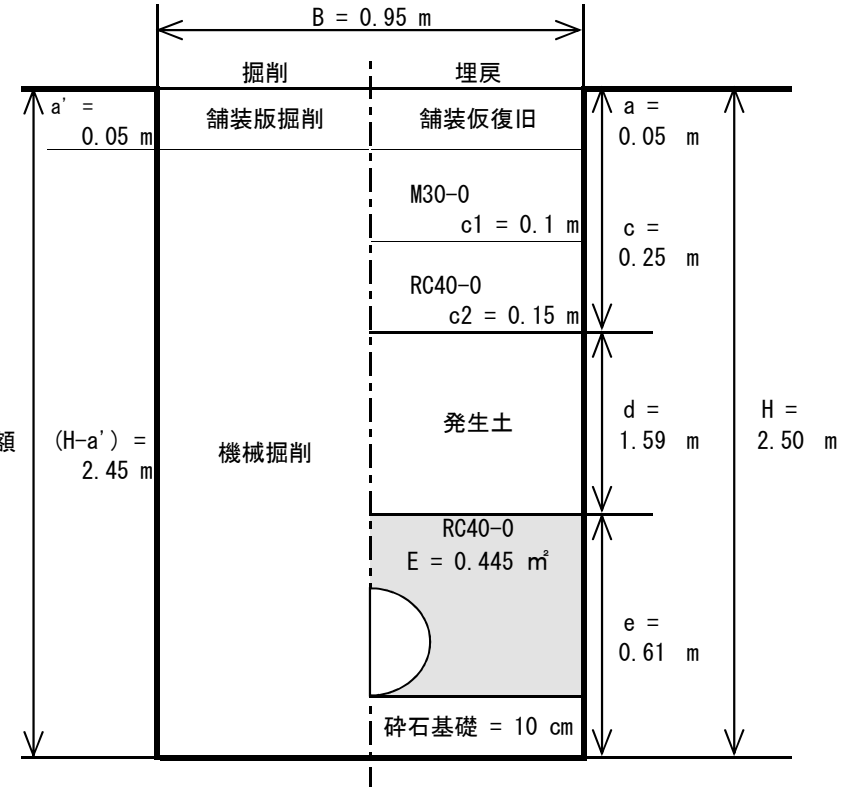 B = 0.95 m
掘削
埋戻
a' =
0.05 m
舗装版掘削
舗装仮復旧
a =
0.05 m
M30-0
c1 = 0.1 m
c =
0.25 m
RC40-0
c2 = 0.15 m
額
(H-a') =
2.45 m
機械掘削
発生土
d =
1.59 m
H =
2.50 m
RC40-0
E = 0.445 ㎡
e =
0.61 m
砕石基礎 = 10 cm